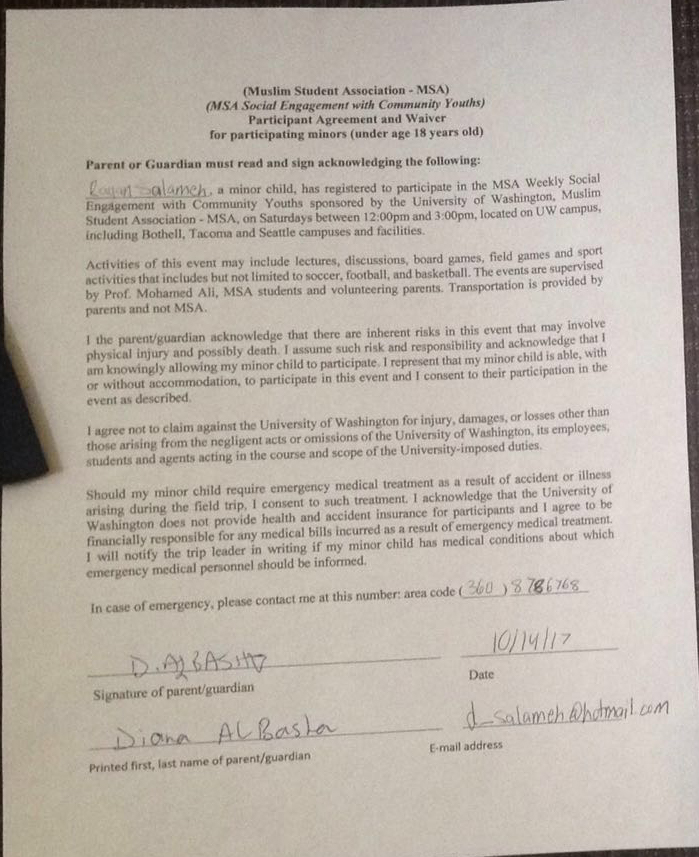 (Muslim Student Association - MSA)
(MSA Social Engagement with Community Youths)
Participant Agreement and Waiver
for participating minors (under age 18 years old)
Parent or Guardian must read and sign acknowledging the following:
Salameh, a minor child, has registered to participate in the MSA Weekly Social
Engagement with Community Youths sponsored by the University of Washington, Muslim
Student Association - MSA, on Saturdays between 12:00pm and 3:00pm, located on UW campus,
including Bothell, Tacoma and Seattle campuses and facilities.
Activities of this event may include lectures, discussions, board games, field games and sport
activities that includes but not limited to soccer, football, and basketball. The events are supervised
by Prof. Mohamed Ali, MSA students and volunteering parents. Transportation is provided by
parents and not MSA.
I the parent/guardian acknowledge that there are inherent risks in this event that may involve
physical injury and possibly death. I assume such risk and responsibility and acknowledge that I
am knowingly allowing my minor child to participate. I represent that my minor child is able, with
or without accommodation, to participate in this event and I consent to their participation in the
event as described.
I agree not to claim against the University of Washington for injury, damages, or losses other than
those arising from the negligent acts or omissions of the University of Washington, its employees,
students and agents acting in the course and scope of the University-imposed duties.
Should my minor child require emergency medical treatment as a result of accident or illness
arising during the field trip, I consent to such treatment. I acknowledge that the University of
Washington does not provide health and accident insurance for participants and I agree to be
financially responsible for any medical bills incurred as a result of emergency medical treatment.
I will notify the trip leader in writing if my minor child has medical conditions about which
emergency medical personnel should be informed.
In case of emergency, please contact me at this number: area code (360)
D. ALBASHA 10/14/17
Signature of parent/guardian Date
Diana AlBasha d_salameh@hotmail.com
Printed first, last name of parent/guardian E-mail address